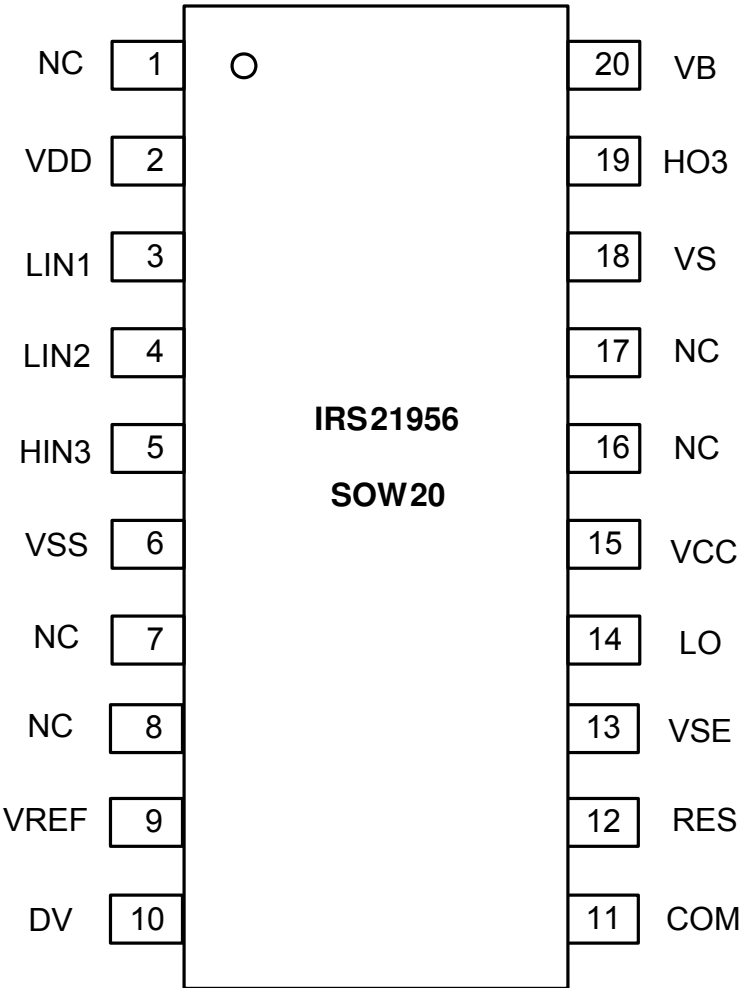 NC 1 20 VB
VDD 2 19 HO3
LIN1 3 18 VS
LIN2 4 17 NC
IRS21956
HIN3 5 16 NC
SOW20
VSS 6 15 VCC
NC 7 14 LO
NC 8 13 VSE
VREF 9 12 RES
DV 10 11 COM